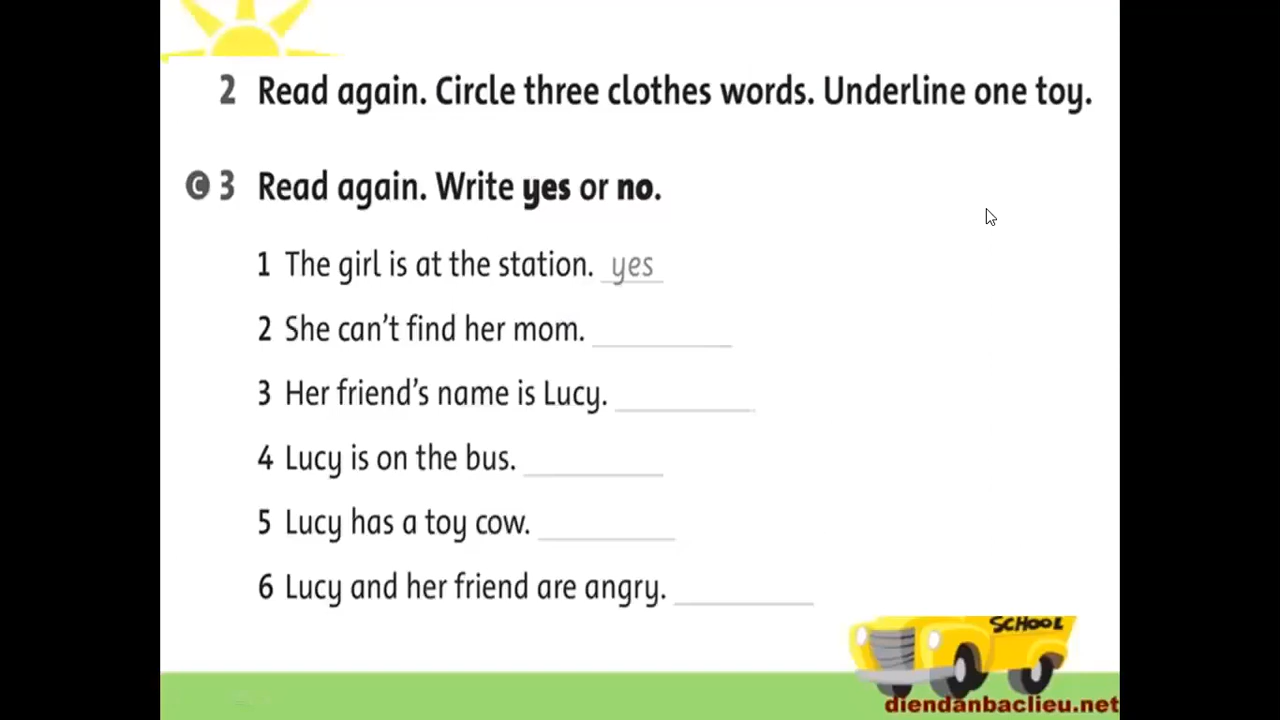 2 Read again. Circle three clothes words. Underline one toy.
C 3 Read again. Write yes or no.
1 The girl is at the station. yes
2 She can't find her mom.
3 Her friend's name is Lucy.
4 Lucy is on the bus.
5 Lucy has a toy cow.
6 Lucy and her friend are angry.
SCHOOL
diendanbaclieu.net